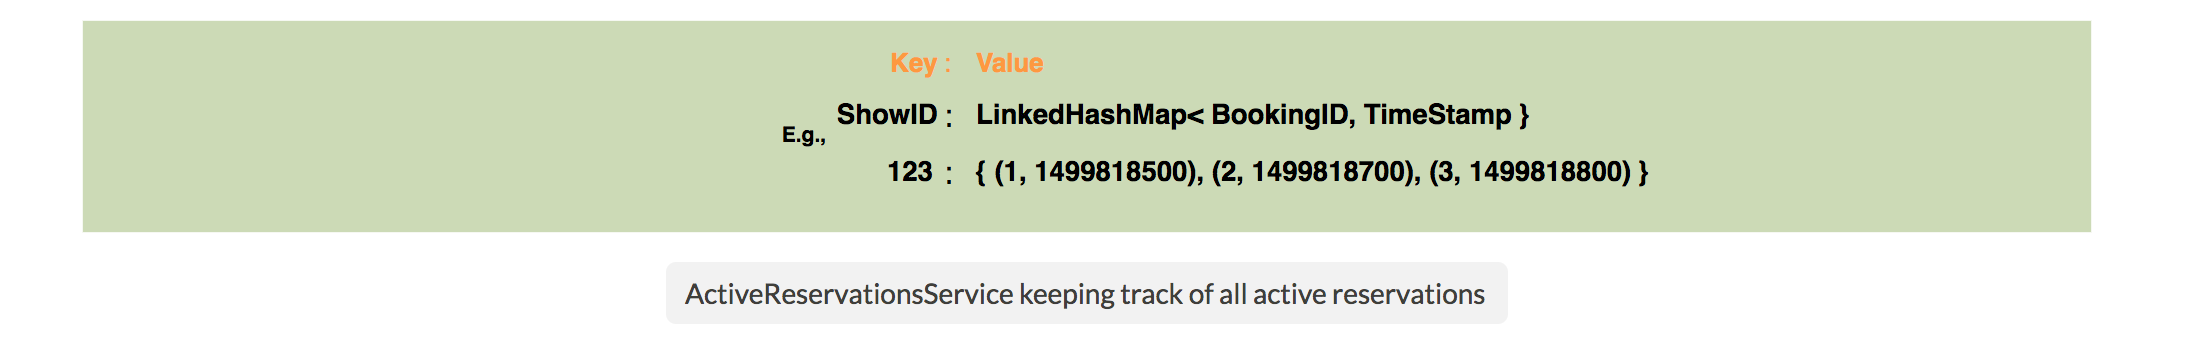 Key : Value
ShowID : LinkedHashMap< BookingID, TimeStamp }
E.g.,
123 : { (1, 1499818500), (2, 1499818700), (3, 1499818800) }
ActiveReservationsService keeping track of all active reservations